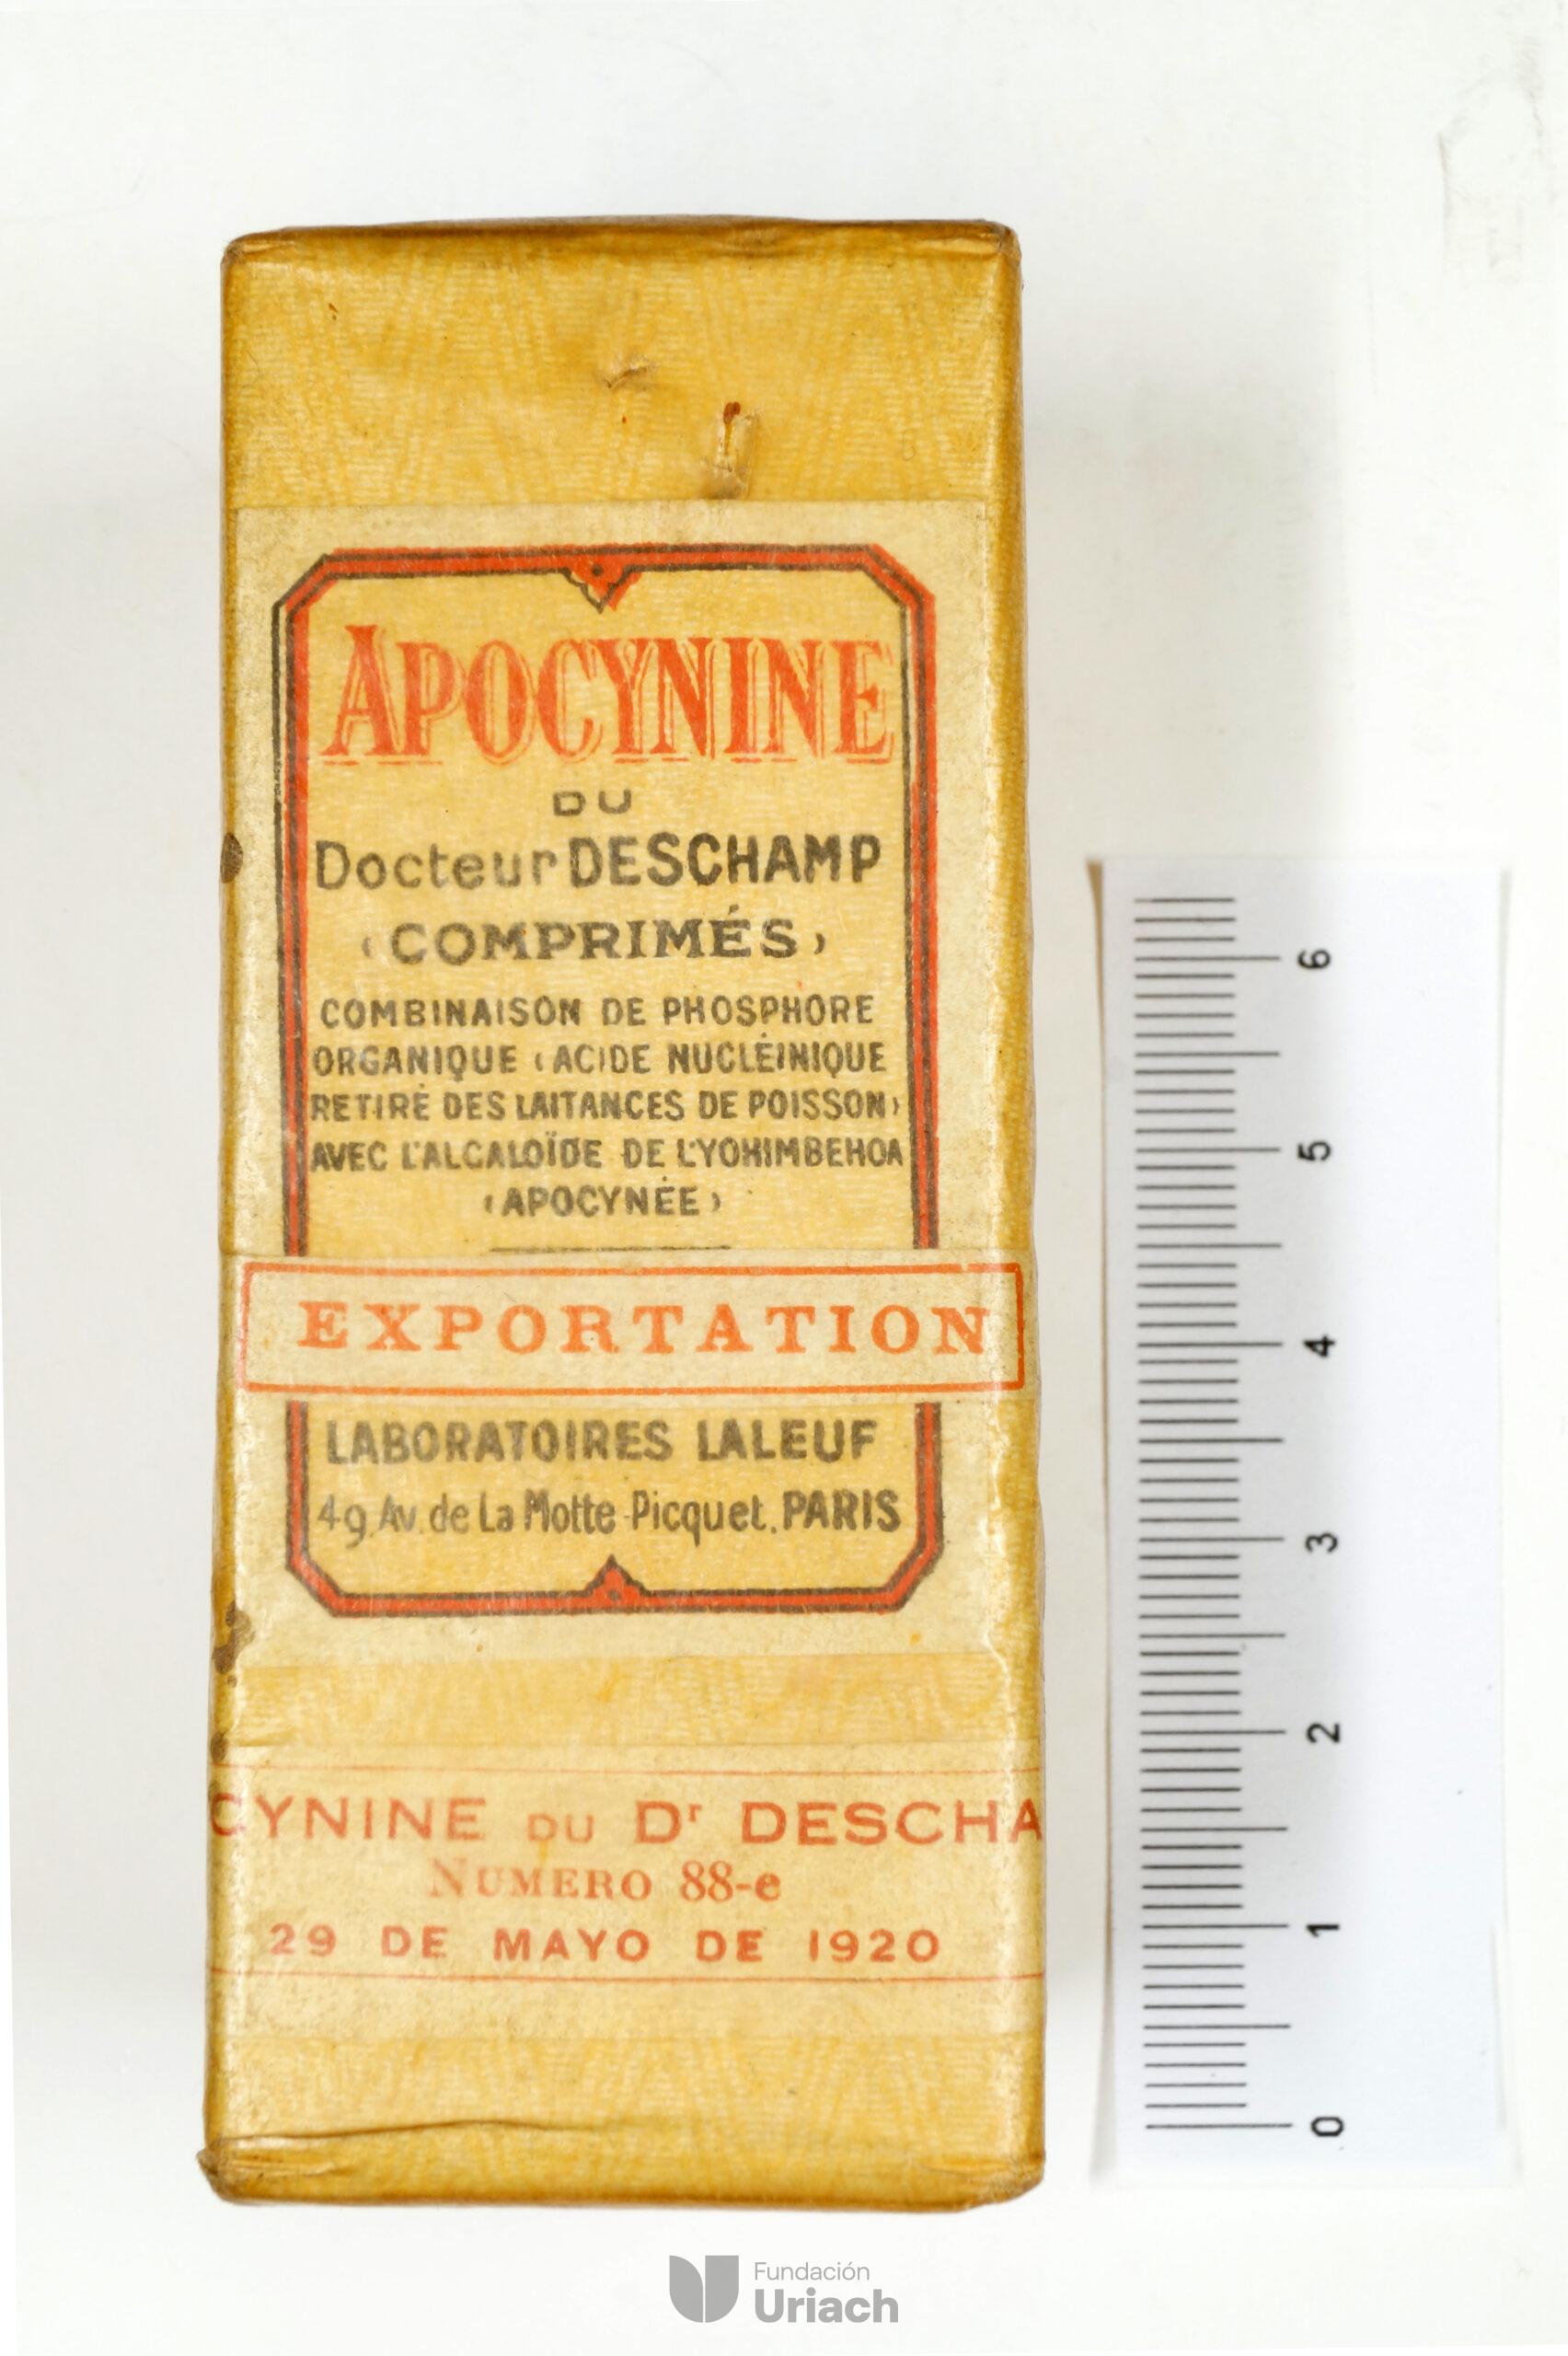 APOCYNINE
DU
Docteur DESCHAMP
(COMPRIMÉS)
COMBINAISON DE PHOSPHORE
ORGANIQUE (ACIDE NUCLÉINIQUE
RETIRÉ DES LAITANCES DE POISSON)
AVEC L'ALCALOÏDE DE L'YOHIMBEHOA
(APOCYNÉE)
EXPORTATION
LABORATOIRES LALEUF
49, Av. de La Motte-Picquet. PARIS
CYNINE DU Dr DESCHA
NUMERO 88-e
29 DE MAYO DE 1920
6
5
4
3
2
1
0
Fundación
Uriach